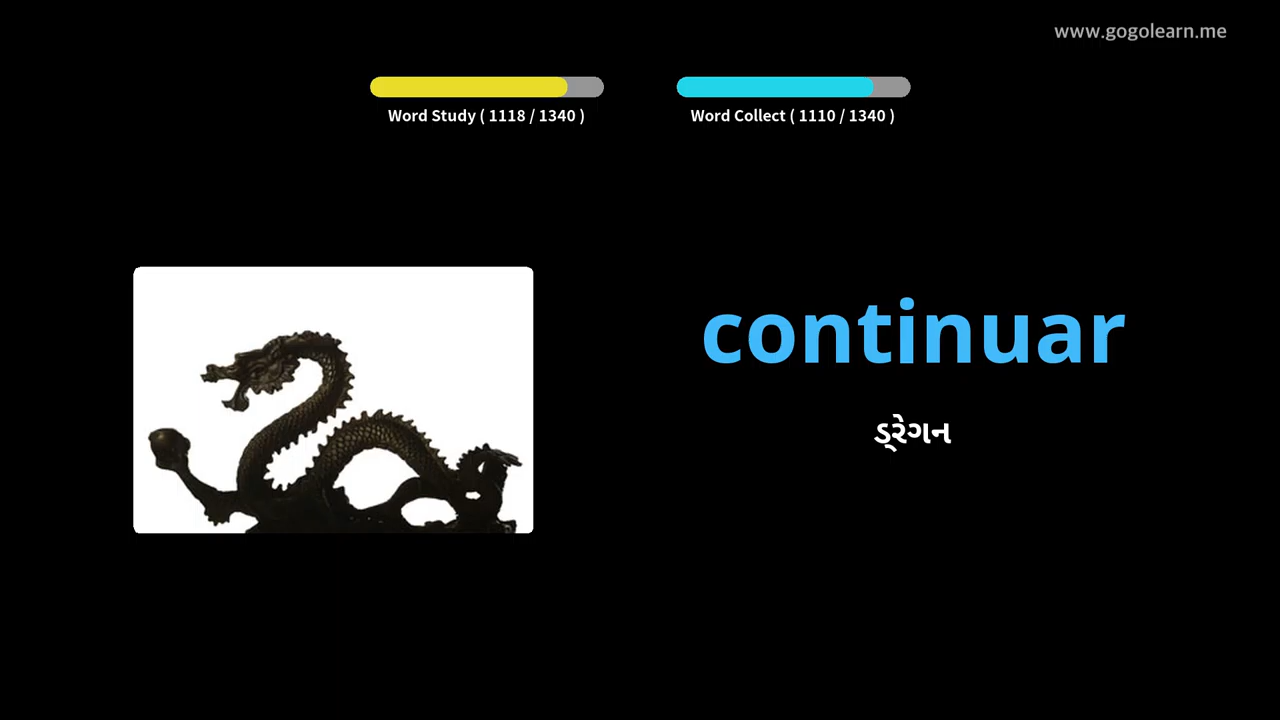 www.gogolearn.me
Word Study ( 1118 / 1340 )
Word Collect ( 1110 / 1340 )
continuar
ડ્રેગન